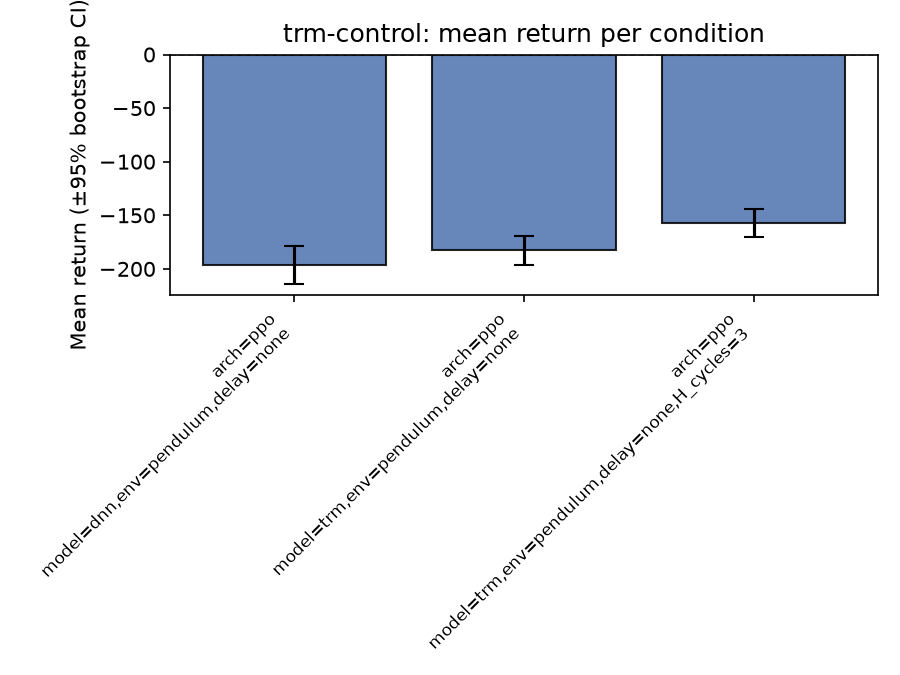 trm-control: mean return per condition
Mean return (±95% bootstrap CI)
0
−50
−100
−150
−200
arch=ppo
model=dnn,env=pendulum,delay=none
arch=ppo
model=trm,env=pendulum,delay=none
arch=ppo
model=trm,env=pendulum,delay=none,H_cycles=3